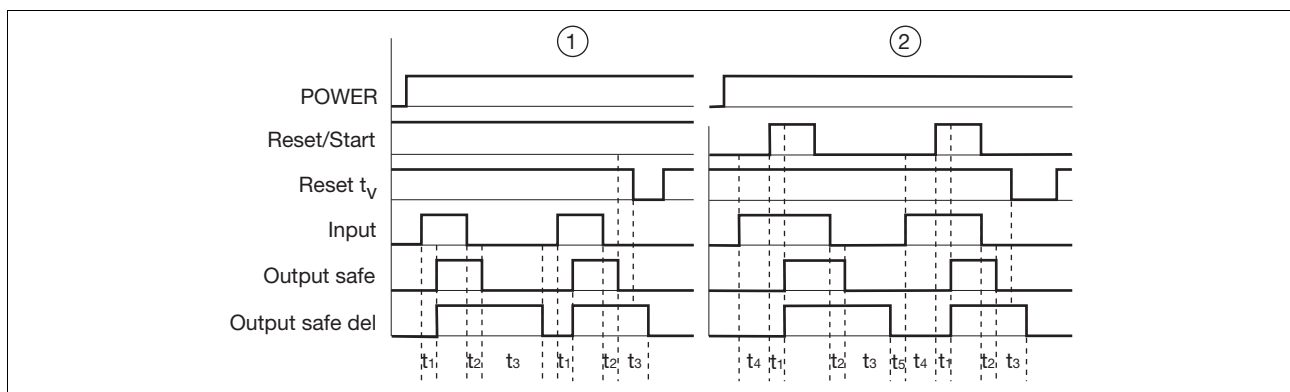 ① ②
POWER
Reset/Start
Reset tV
Input
Output safe
Output safe del
t1 t2 t3 t1 t2 t3 t4 t1 t2 t3 t5 t4 t1 t2 t3